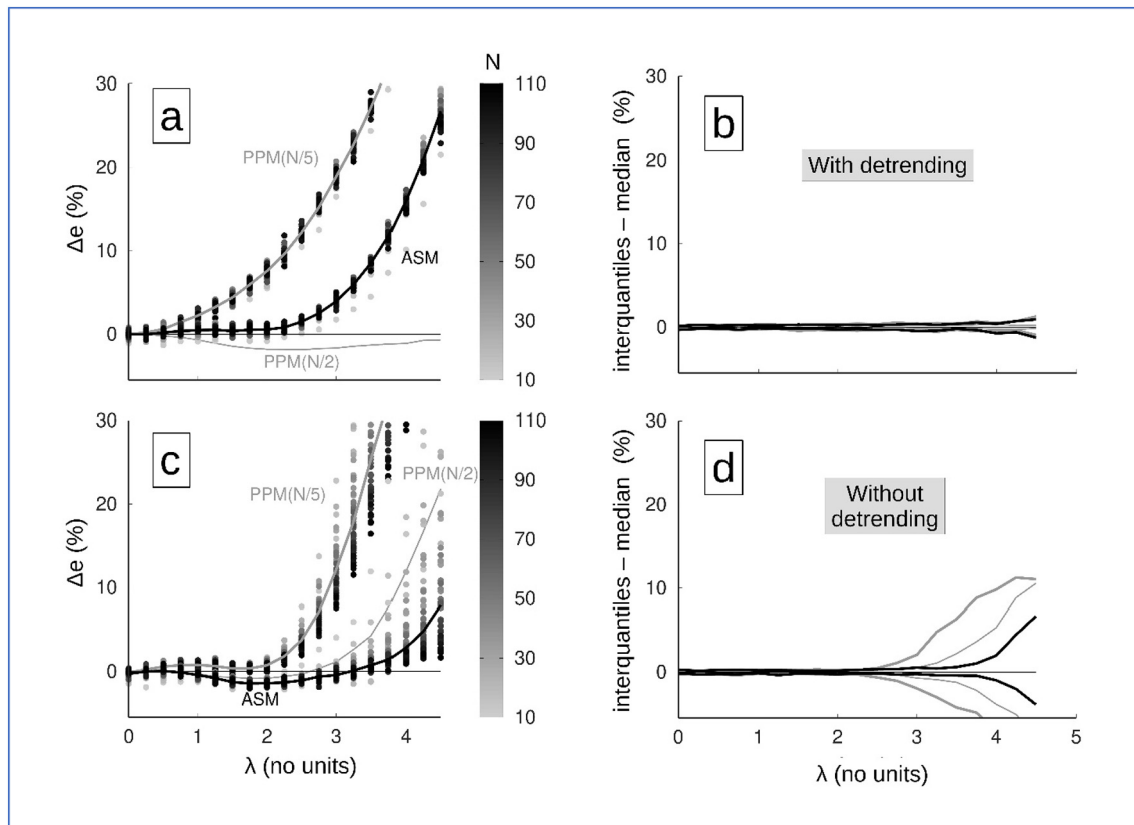 a
N
30
20
10
0
Δe (%)
PPM(N/5)
ASM
PPM(N/2)
110
90
70
50
30
10
b
With detrending
30
20
10
0
interquantiles – median (%)
c
30
20
10
0
Δe (%)
PPM(N/5)
PPM(N/2)
ASM
0
1
2
3
4
λ (no units)
110
90
70
50
30
10
d
Without
detrending
30
20
10
0
interquantiles – median (%)
0
1
2
3
4
5
λ (no units)